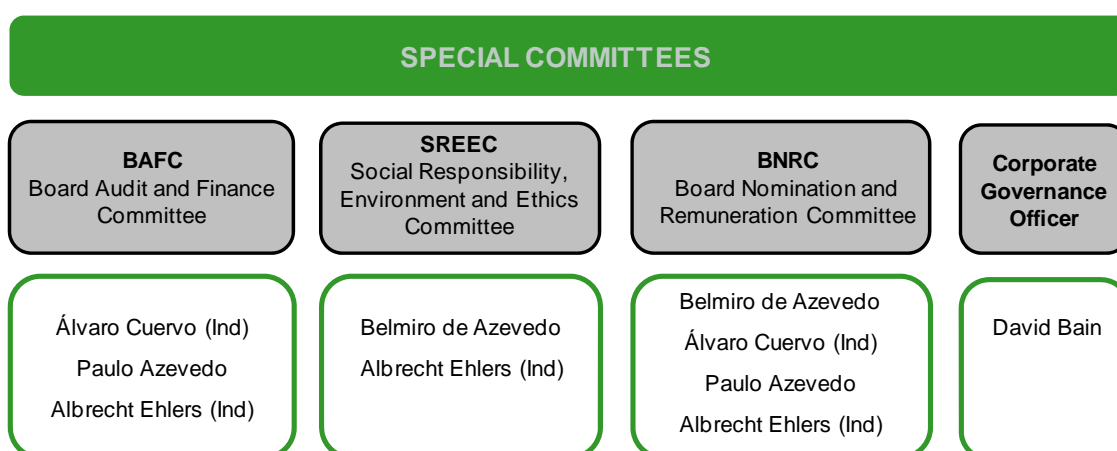 SPECIAL COMMITTEES
BAFC
Board Audit and Finance
Committee
SREEC
Social Responsibility,
Environment and Ethics
Committee
BNRC
Board Nomination and
Remuneration Committee
Corporate
Governance
Officer
Álvaro Cuervo (Ind)
Paulo Azevedo
Albrecht Ehlers (Ind)
Belmiro de Azevedo
Albrecht Ehlers (Ind)
Belmiro de Azevedo
Álvaro Cuervo (Ind)
Paulo Azevedo
Albrecht Ehlers (Ind)
David Bain